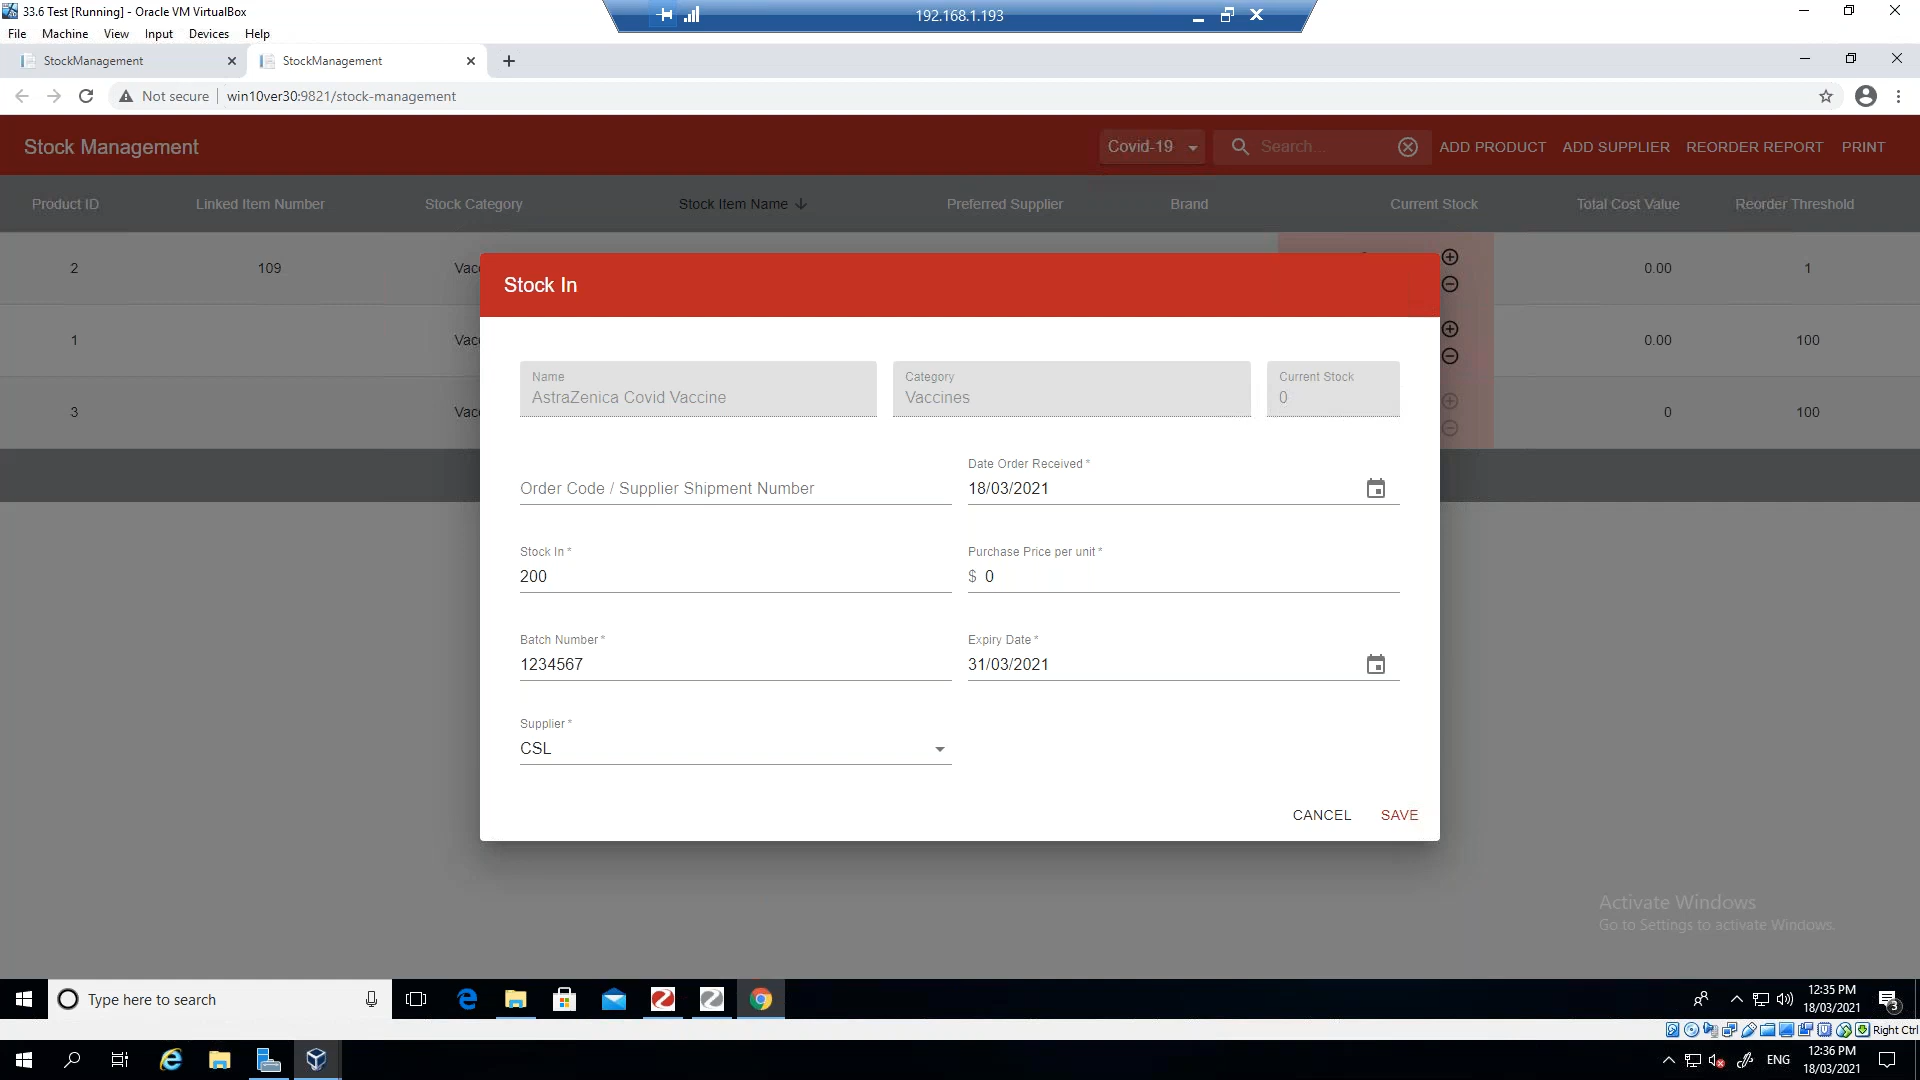 33.6 Test [Running] - Oracle VM VirtualBox
192.168.1.193
File Machine View Input Devices Help
StockManagement
StockManagement
Not secure
win10ver30:9821/stock-management
Stock Management
Covid-19
Search...
ADD PRODUCT
ADD SUPPLIER
REORDER REPORT
PRINT
Product ID
Linked Item Number
Stock Category
Stock Item Name
Preferred Supplier
Brand
Current Stock
Total Cost Value
Reorder Threshold
2
109
0.00
1
1
0.00
100
3
0
100
Stock In
Name
AstraZenica Covid Vaccine
Category
Vaccines
Current Stock
0
Order Code / Supplier Shipment Number
Date Order Received *
18/03/2021
Stock In *
200
Purchase Price per unit *
$ 0
Batch Number *
1234567
Expiry Date *
31/03/2021
Supplier *
CSL
CANCEL
SAVE
Activate Windows
Go to Settings to activate Windows.
Type here to search
12:35 PM
18/03/2021
3
Right Ctrl
ENG
12:36 PM
18/03/2021